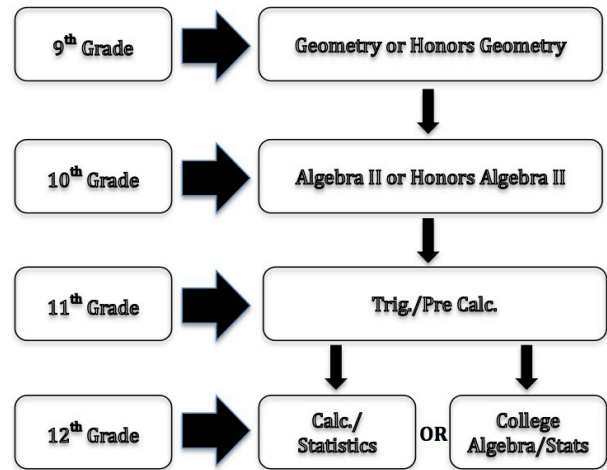 9th Grade
Geometry or Honors Geometry
10th Grade
Algebra II or Honors Algebra II
11th Grade
Trig./Pre Calc.
12th Grade
Calc./
Statistics
OR
College
Algebra/Stats